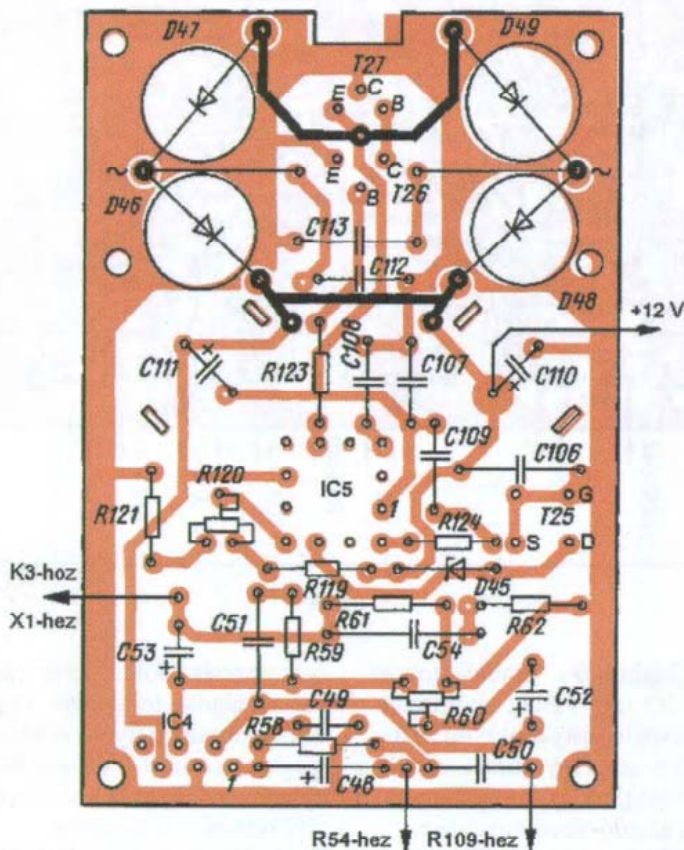 D47
D49
T27
C
E
B
E
C
~
~
B
T26
D46
C113
C112
D48
+12 V
C111
C108
R123
C107
C110
C109
C106
R120
IC5
G
R121
1
R124
T25
S
D
K3-hoz
R119
D45
X1-hez
C51
R61
R62
C53
+
R59
C54
C49
C52
IC4
R58
R60
+
1
+
C48
C50
R54-hez
R109-hez